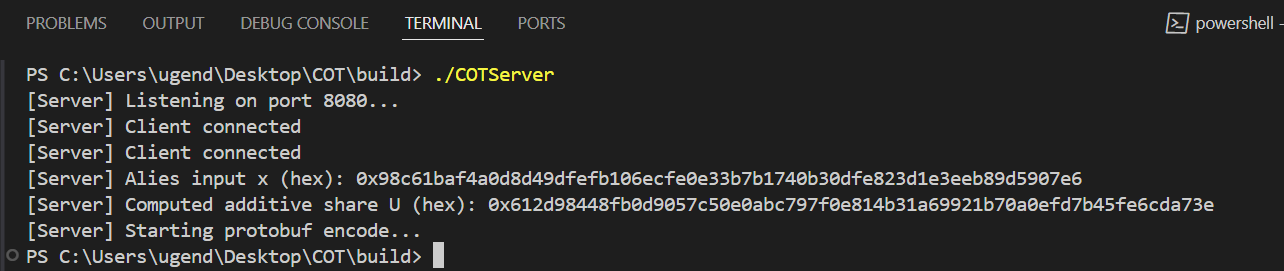 PROBLEMS OUTPUT DEBUG CONSOLE TERMINAL PORTS powershell -
PS C:\Users\ugend\Desktop\COT\build> ./COTServer
[Server] Listening on port 8080...
[Server] Client connected
[Server] Client connected
[Server] Alies input x (hex): 0x98c61baf4a0d8d49dfefb106ecfe0e33b7b1740b30dfe823d1e3eeb89d5907e6
[Server] Computed additive share U (hex): 0x612d98448fb0d9057c50e0abc797f0e814b31a69921b70a0efd7b45fe6cda73e
[Server] Starting protobuf encode...
PS C:\Users\ugend\Desktop\COT\build>